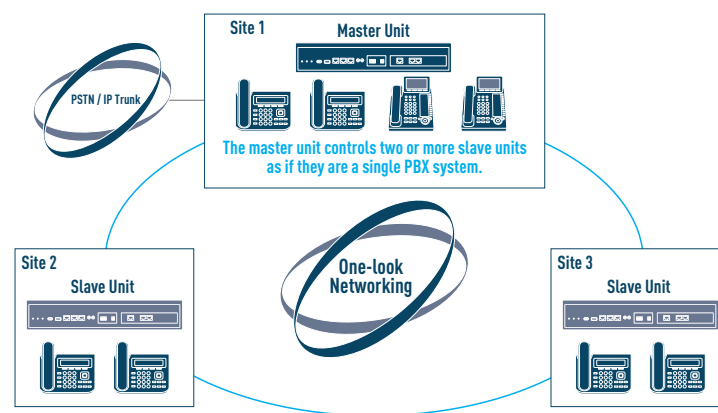 Site 1
Master Unit
PSTN / IP Trunk
The master unit controls two or more slave units
as if they are a single PBX system.
One-look
Networking
Site 2
Slave Unit
Site 3
Slave Unit